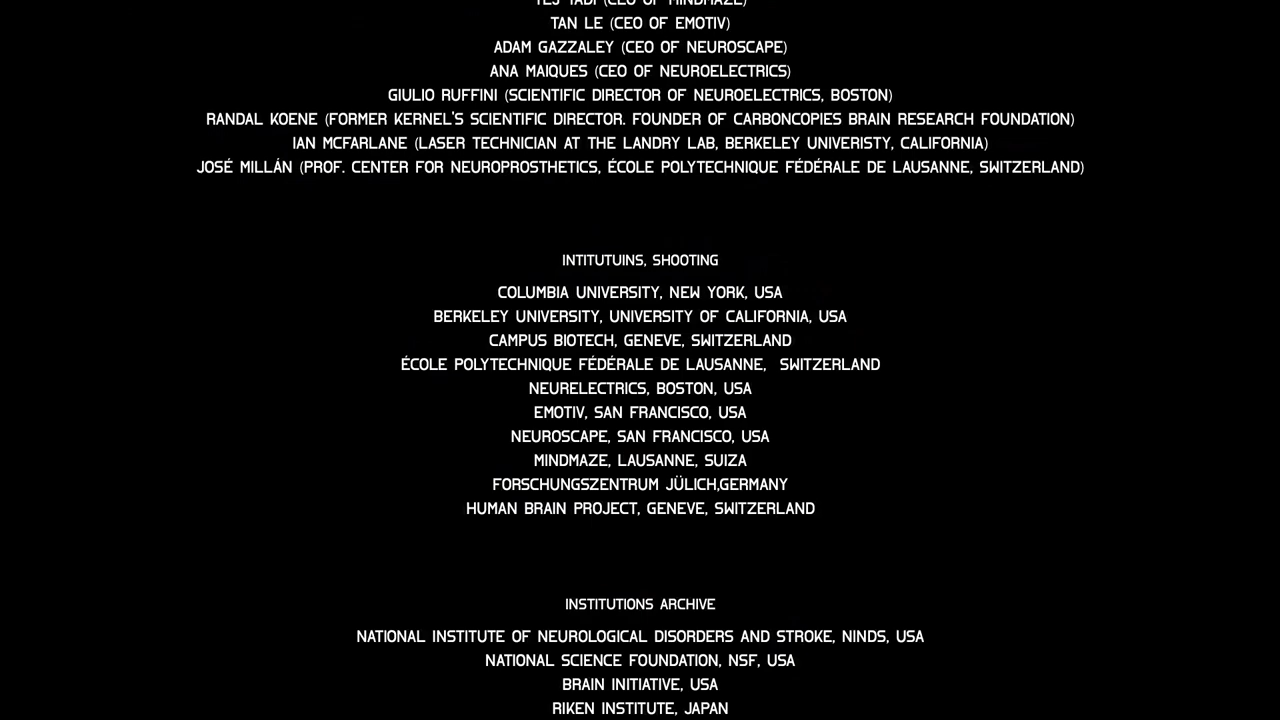 TEJ TADI (CEO OF MINDMAZE)
TAN LE (CEO OF EMOTIV)
ADAM GAZZALEY (CEO OF NEUROSCAPE)
ANA MAIQUES (CEO OF NEUROELECTRICS)
GIULIO RUFFINI (SCIENTIFIC DIRECTOR OF NEUROELECTRICS, BOSTON)
RANDAL KOENE (FORMER KERNEL'S SCIENTIFIC DIRECTOR. FOUNDER OF CARBONCOPIES BRAIN RESEARCH FOUNDATION)
IAN MCFARLANE (LASER TECHNICIAN AT THE LANDRY LAB, BERKELEY UNIVERISTY, CALIFORNIA)
JOSÉ MILLÁN (PROF. CENTER FOR NEUROPROSTHETICS, ÉCOLE POLYTECHNIQUE FÉDÉRALE DE LAUSANNE, SWITZERLAND)
INTITUTUINS, SHOOTING
COLUMBIA UNIVERSITY, NEW YORK, USA
BERKELEY UNIVERSITY, UNIVERSITY OF CALIFORNIA, USA
CAMPUS BIOTECH, GENEVE, SWITZERLAND
ÉCOLE POLYTECHNIQUE FÉDÉRALE DE LAUSANNE, SWITZERLAND
NEURELECTRICS, BOSTON, USA
EMOTIV, SAN FRANCISCO, USA
NEUROSCAPE, SAN FRANCISCO, USA
MINDMAZE, LAUSANNE, SUIZA
FORSCHUNGSZENTRUM JÜLICH,GERMANY
HUMAN BRAIN PROJECT, GENEVE, SWITZERLAND
INSTITUTIONS ARCHIVE
NATIONAL INSTITUTE OF NEUROLOGICAL DISORDERS AND STROKE, NINDS, USA
NATIONAL SCIENCE FOUNDATION, NSF, USA
BRAIN INITIATIVE, USA
RIKEN INSTITUTE, JAPAN